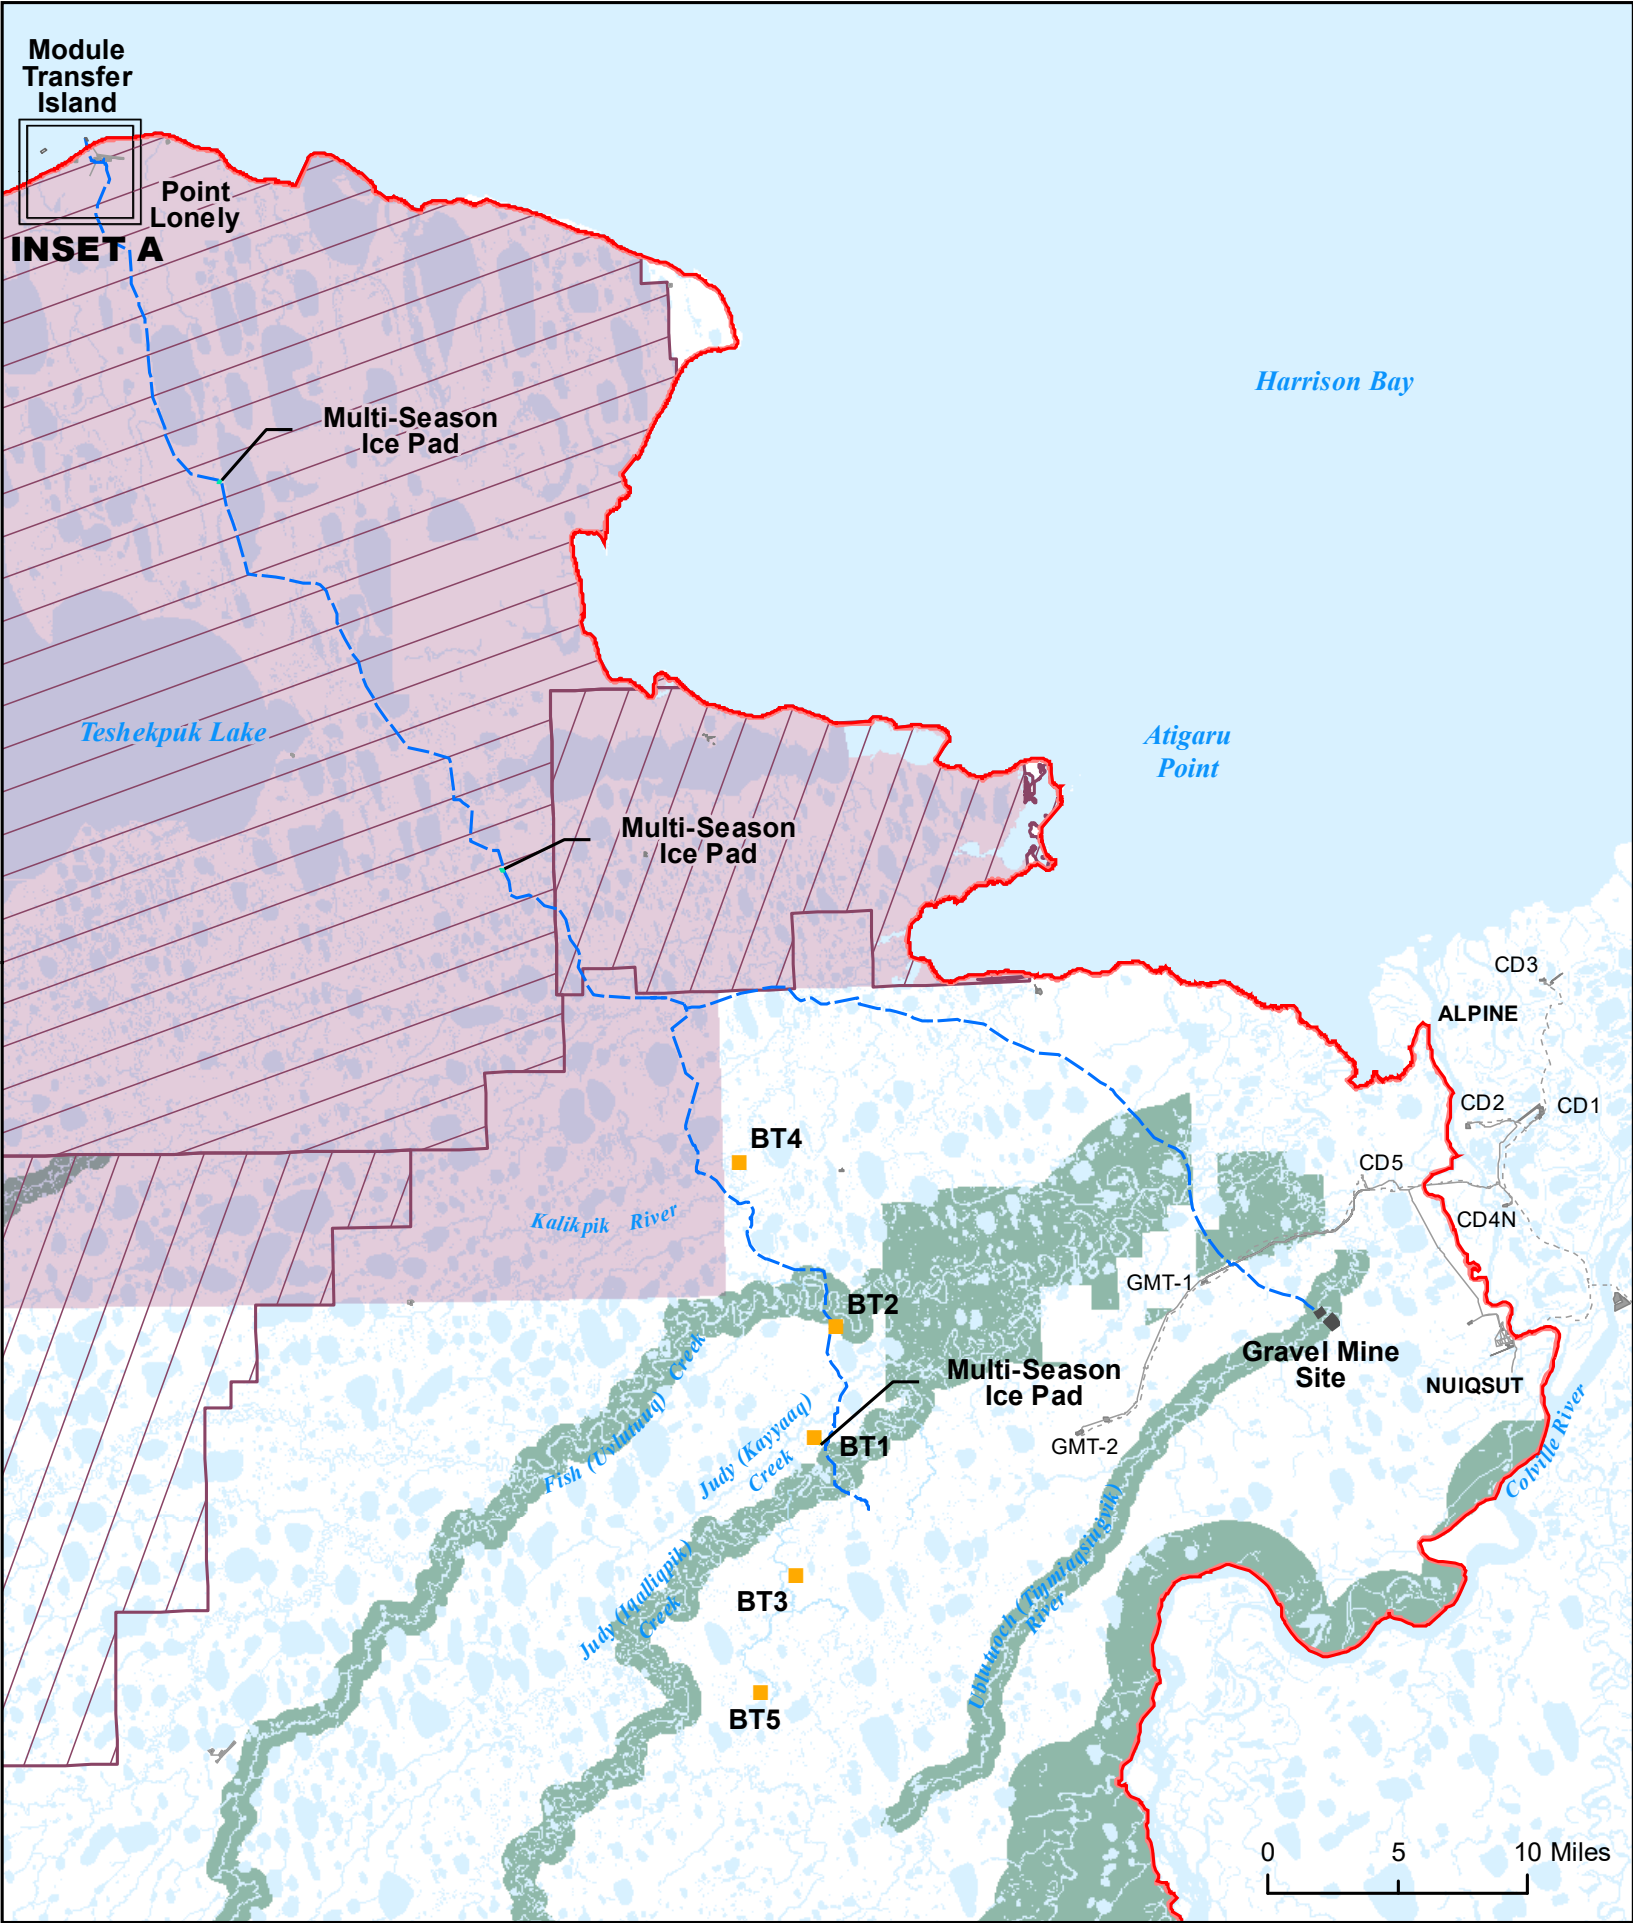 Module
Transfer
Island
Point
Lonely
INSET A
Harrison Bay
Multi-Season
Ice Pad
Teshekpuk Lake
Atigaru
Point
Multi-Season
Ice Pad
CD3
ALPINE
CD2
CD1
BT4
CD5
Kalikpik River
CD4N
GMT-1
BT2
Gravel Mine
Site
Multi-Season
Ice Pad
NUIQSUT
Fish (Uvlutuuq) Creek
Judy (Kayyaaq)
Creek
BT1
GMT-2
Colville River
Judy (Iqalliqpik)
Creek
BT3
Ublutuoch (Tinmiaqsiugvik)
River
BT5
0 5 10 Miles